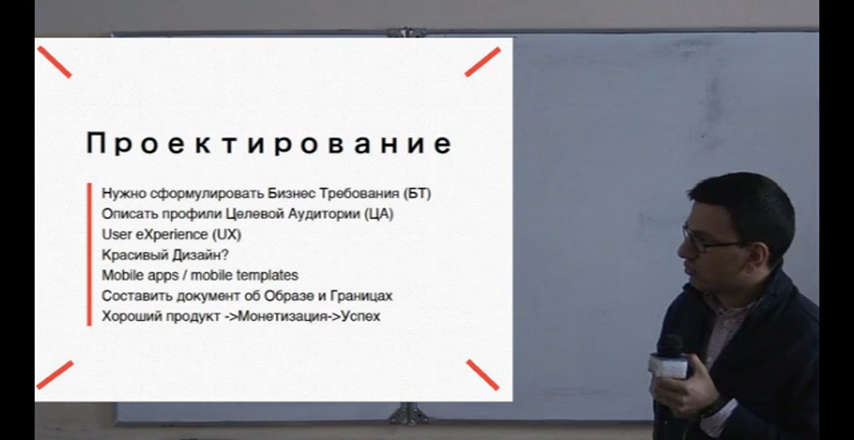 Проектирование
Нужно сформулировать Бизнес Требования (БТ)
Описать профили Целевой Аудитории (ЦА)
User eXperience (UX)
Красивый Дизайн?
Mobile apps / mobile templates
Составить документ об Образе и Границах
Хороший продукт ->Монетизация->Успех